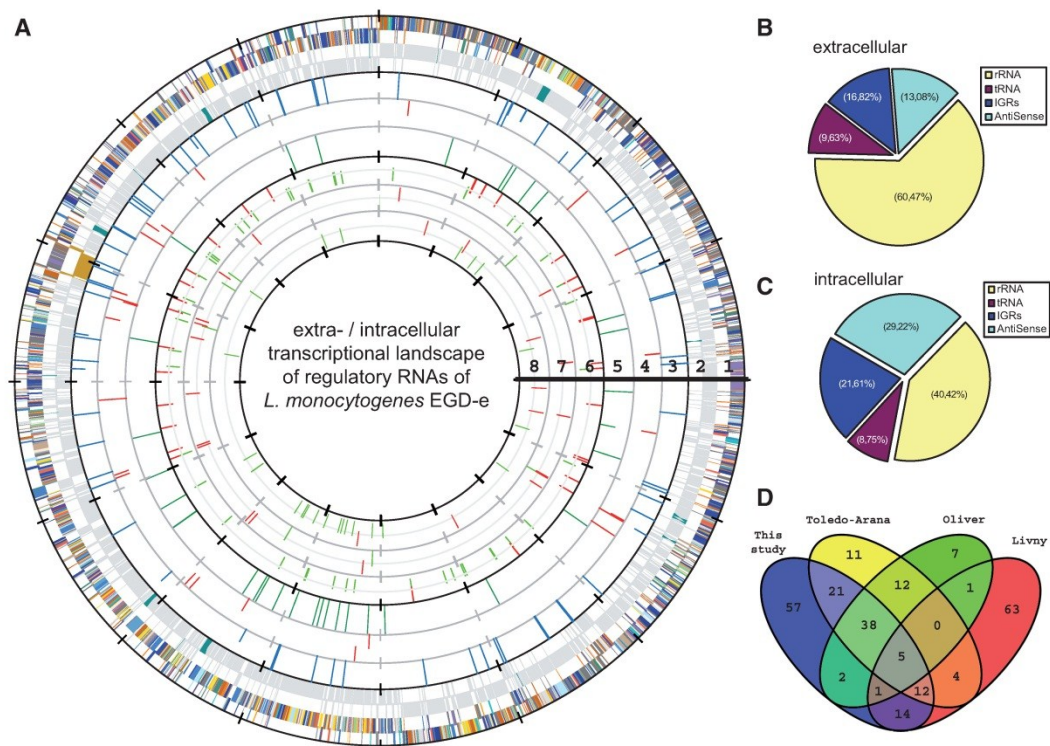 A
extra- / intracellular
transcriptional landscape
of regulatory RNAs of
L. monocytogenes EGD-e
8 7 6 5 4 3 2 1
B
extracellular
rRNA
tRNA
IGRs
AntiSense
(16,82%)
(13,08%)
(9,63%)
(60,47%)
C
intracellular
rRNA
tRNA
IGRs
AntiSense
(29,22%)
(21,61%)
(40,42%)
(8,75%)
D
Toledo-Arana
Oliver
This
study
Livny
11
7
21
12
1
57
63
38
0
5
2
4
1
12
14